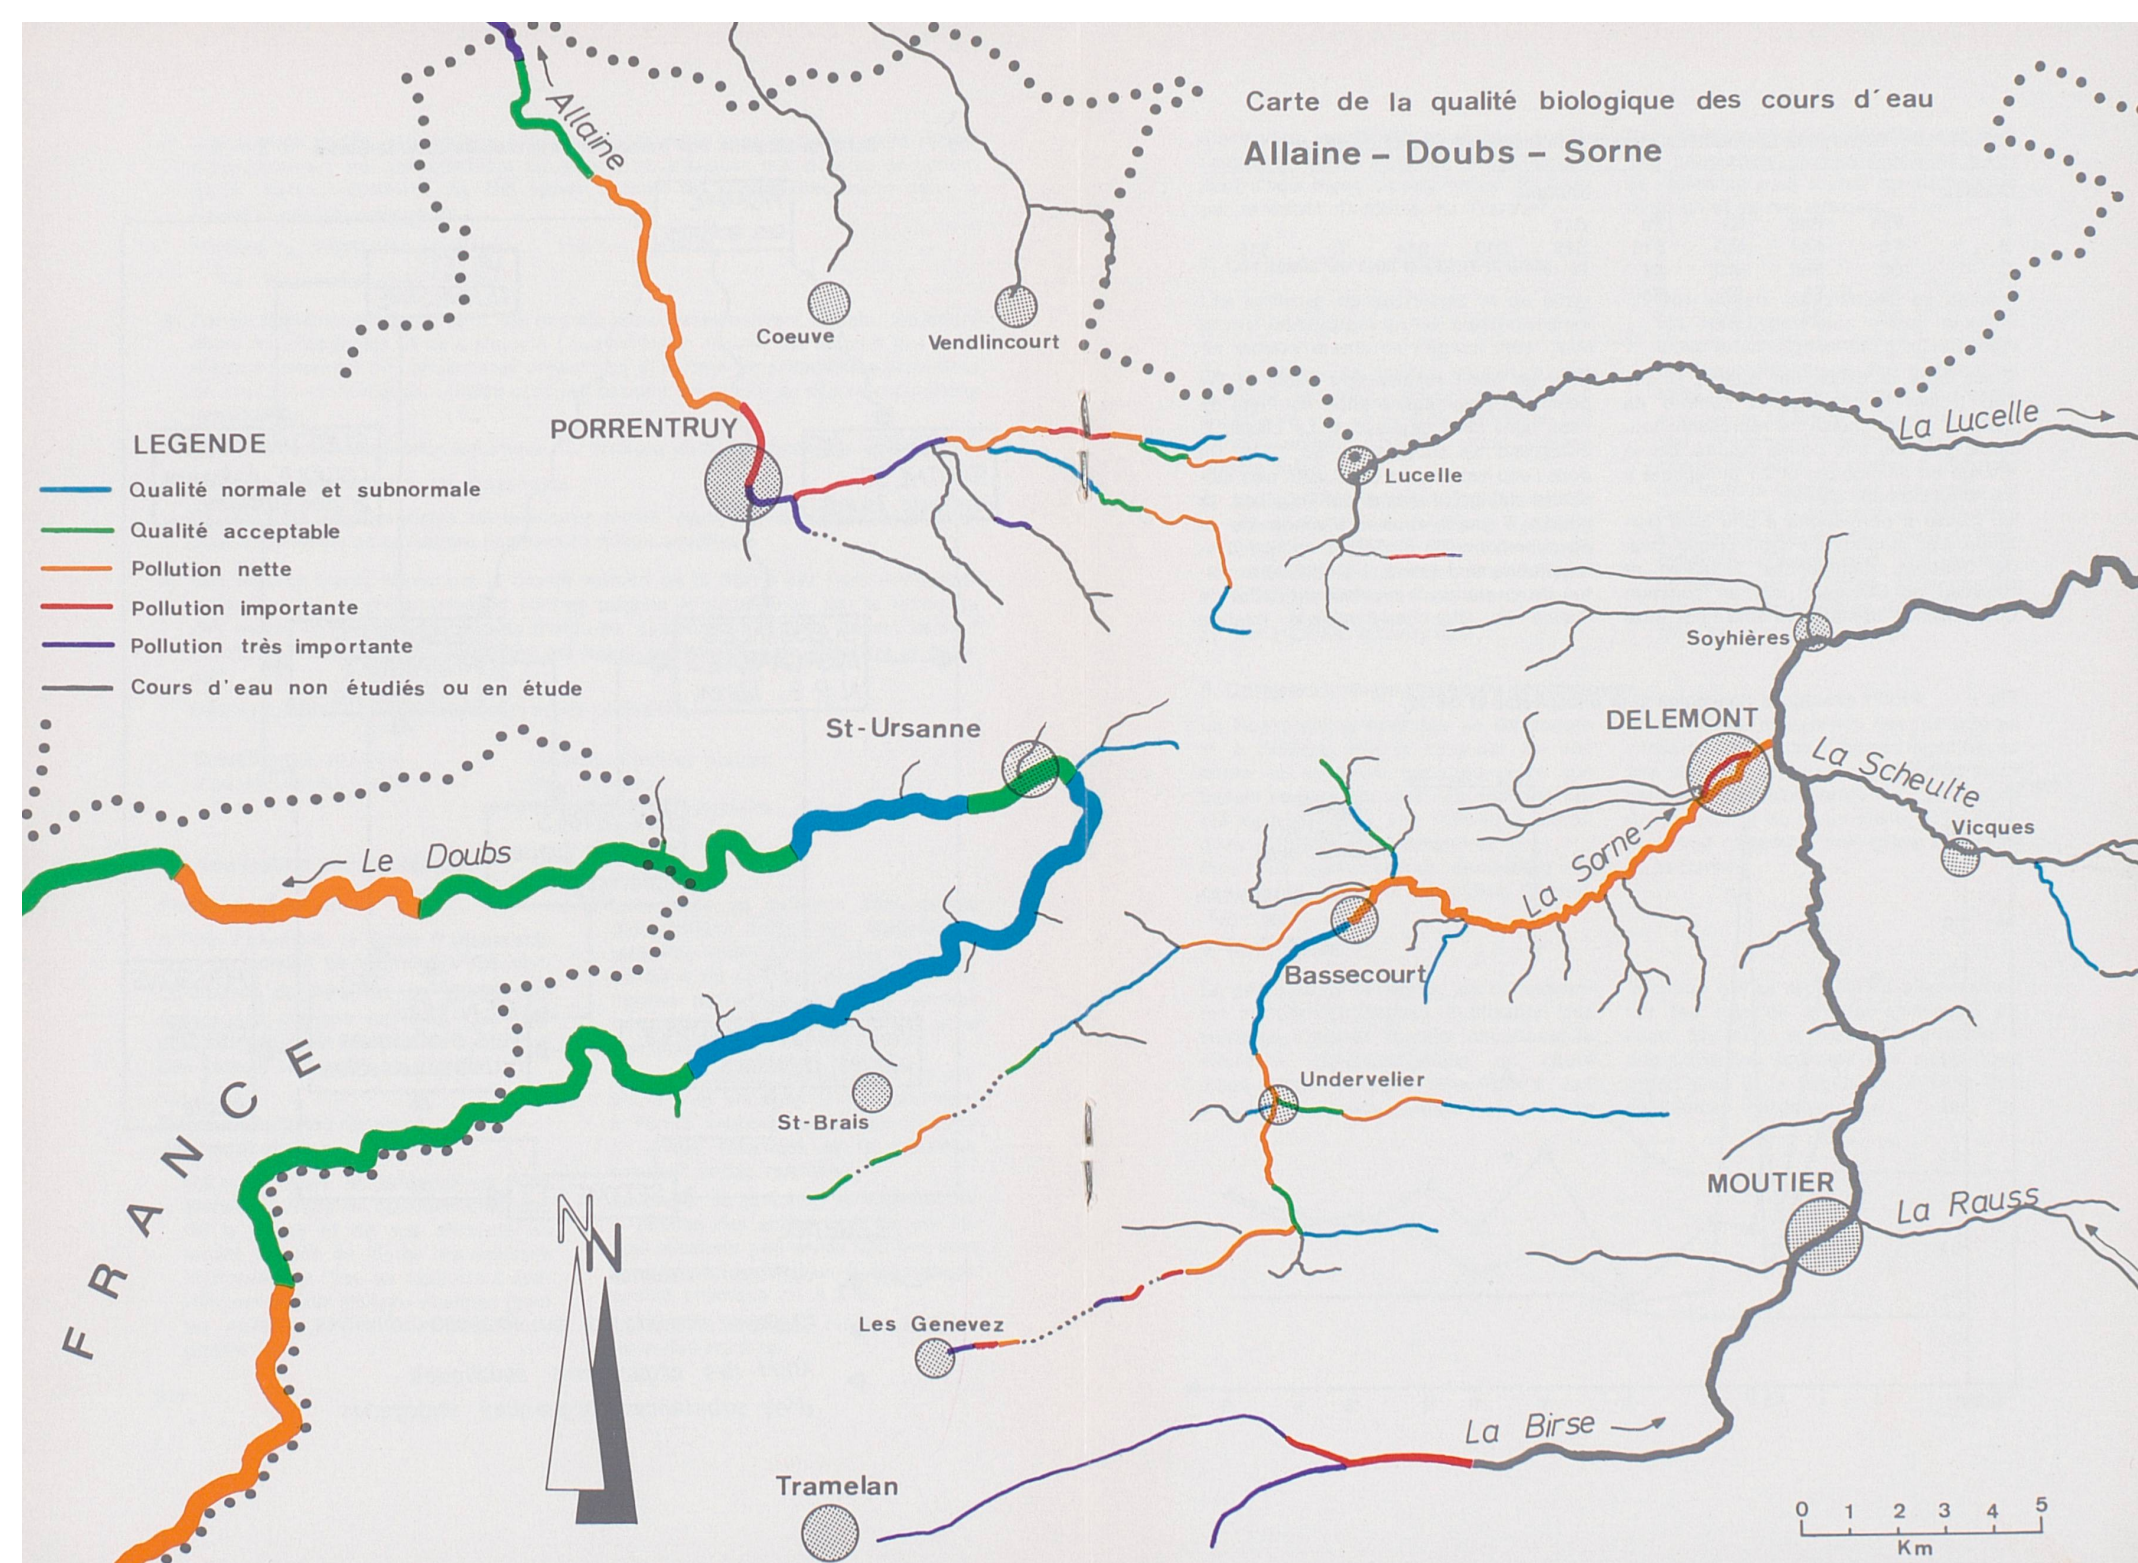 Carte de la qualité biologique des cours d´eau
Allaine – Doubs – Sorne
Allaine
Coeuve
Vendlincourt
PORRENTRUY
La Lucelle
Lucelle
LEGENDE
Qualité normale et subnormale
Qualité acceptable
Pollution nette
Pollution importante
Pollution très importante
Cours d'eau non étudiés ou en étude
Soyhières
St-Ursanne
DELEMONT
La Scheulte
Vicques
Le Doubs
La Sorne
Bassecourt
FRANCE
Undervelier
St-Brais
MOUTIER
La Rauss
N
N
Les Genevez
La Birse
Tramelan
0 1 2 3 4 5
Km